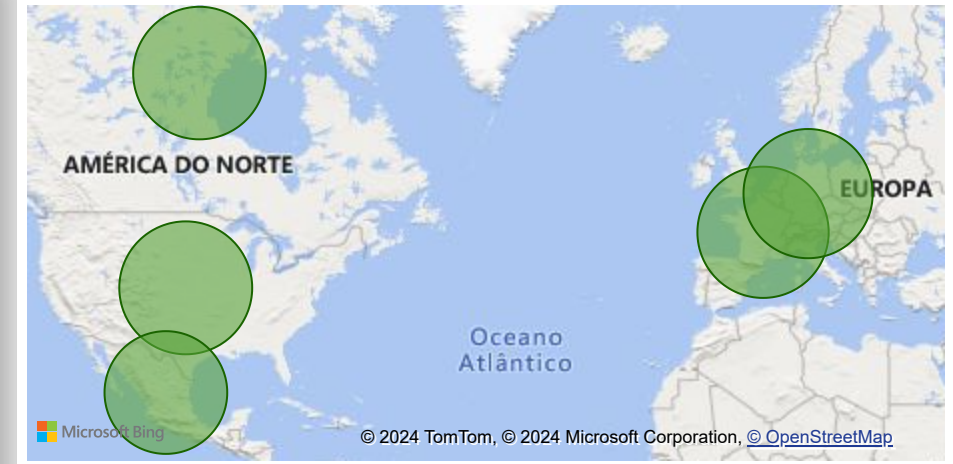 AMÉRICA DO NORTE
EUROPA
Oceano
Atlântico
Microsoft Bing
© 2024 TomTom, © 2024 Microsoft Corporation, © OpenStreetMap